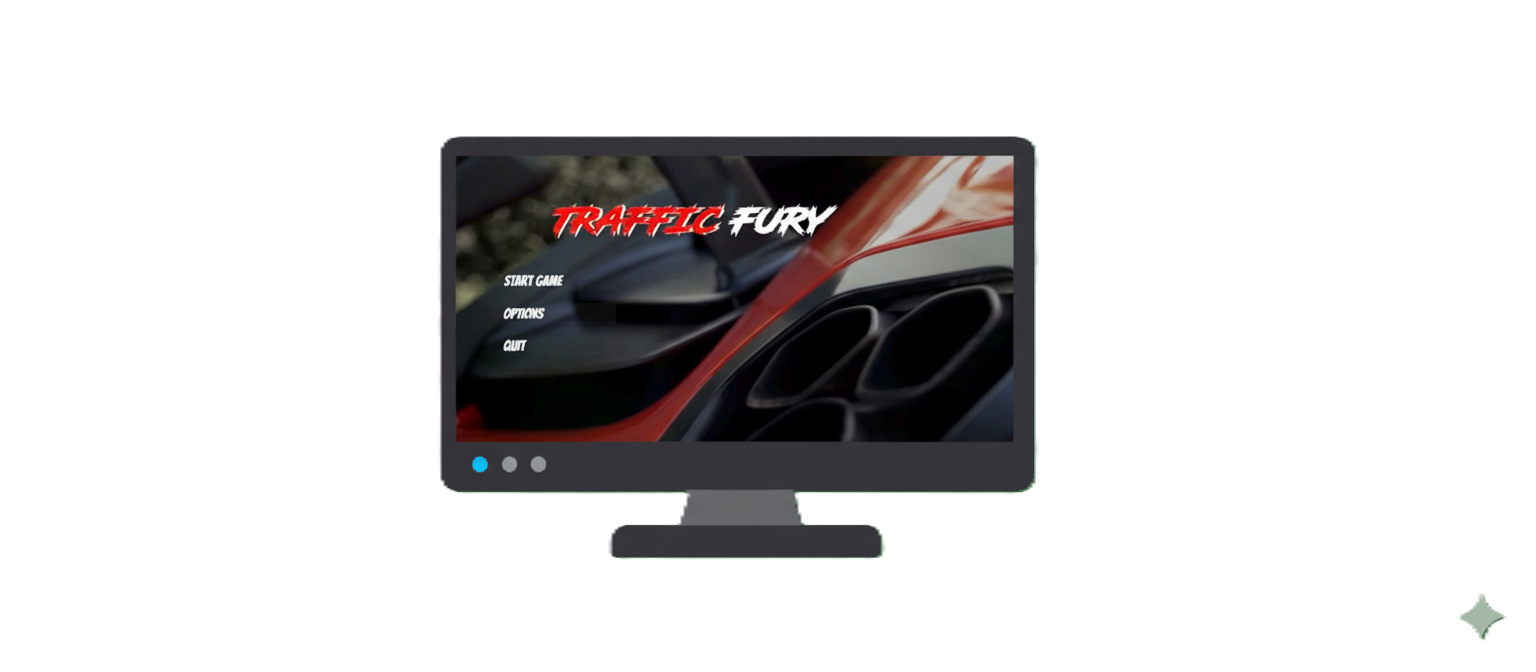 TRAFFIC FURY
START GAME
OPTIONS
QUIT